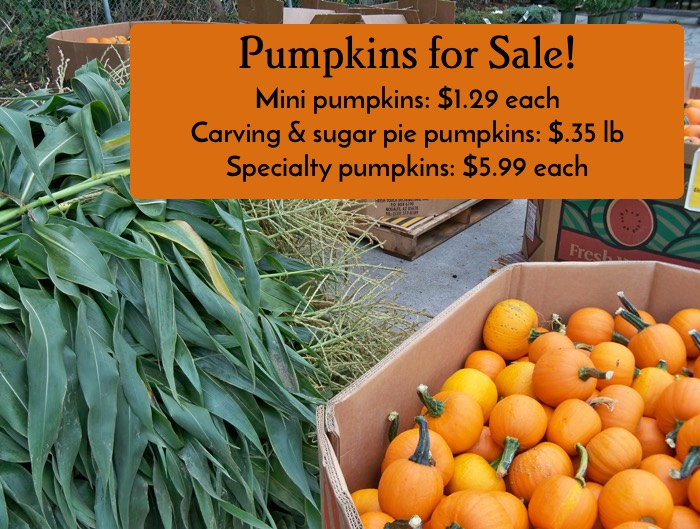 Pumpkins for Sale!
Mini pumpkins: $1.29 each
Carving & sugar pie pumpkins: $.35 lb
Specialty pumpkins: $5.99 each
Fresh